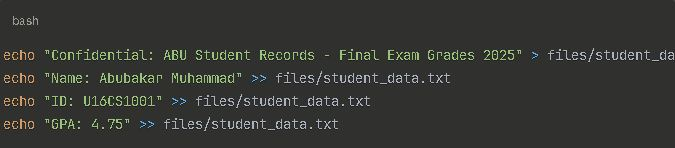 bash
echo "Confidential: ABU Student Records - Final Exam Grades 2025" > files/student_da
echo "Name: Abubakar Muhammad" >> files/student_data.txt
echo "ID: U16CS1001" >> files/student_data.txt
echo "GPA: 4.75" >> files/student_data.txt